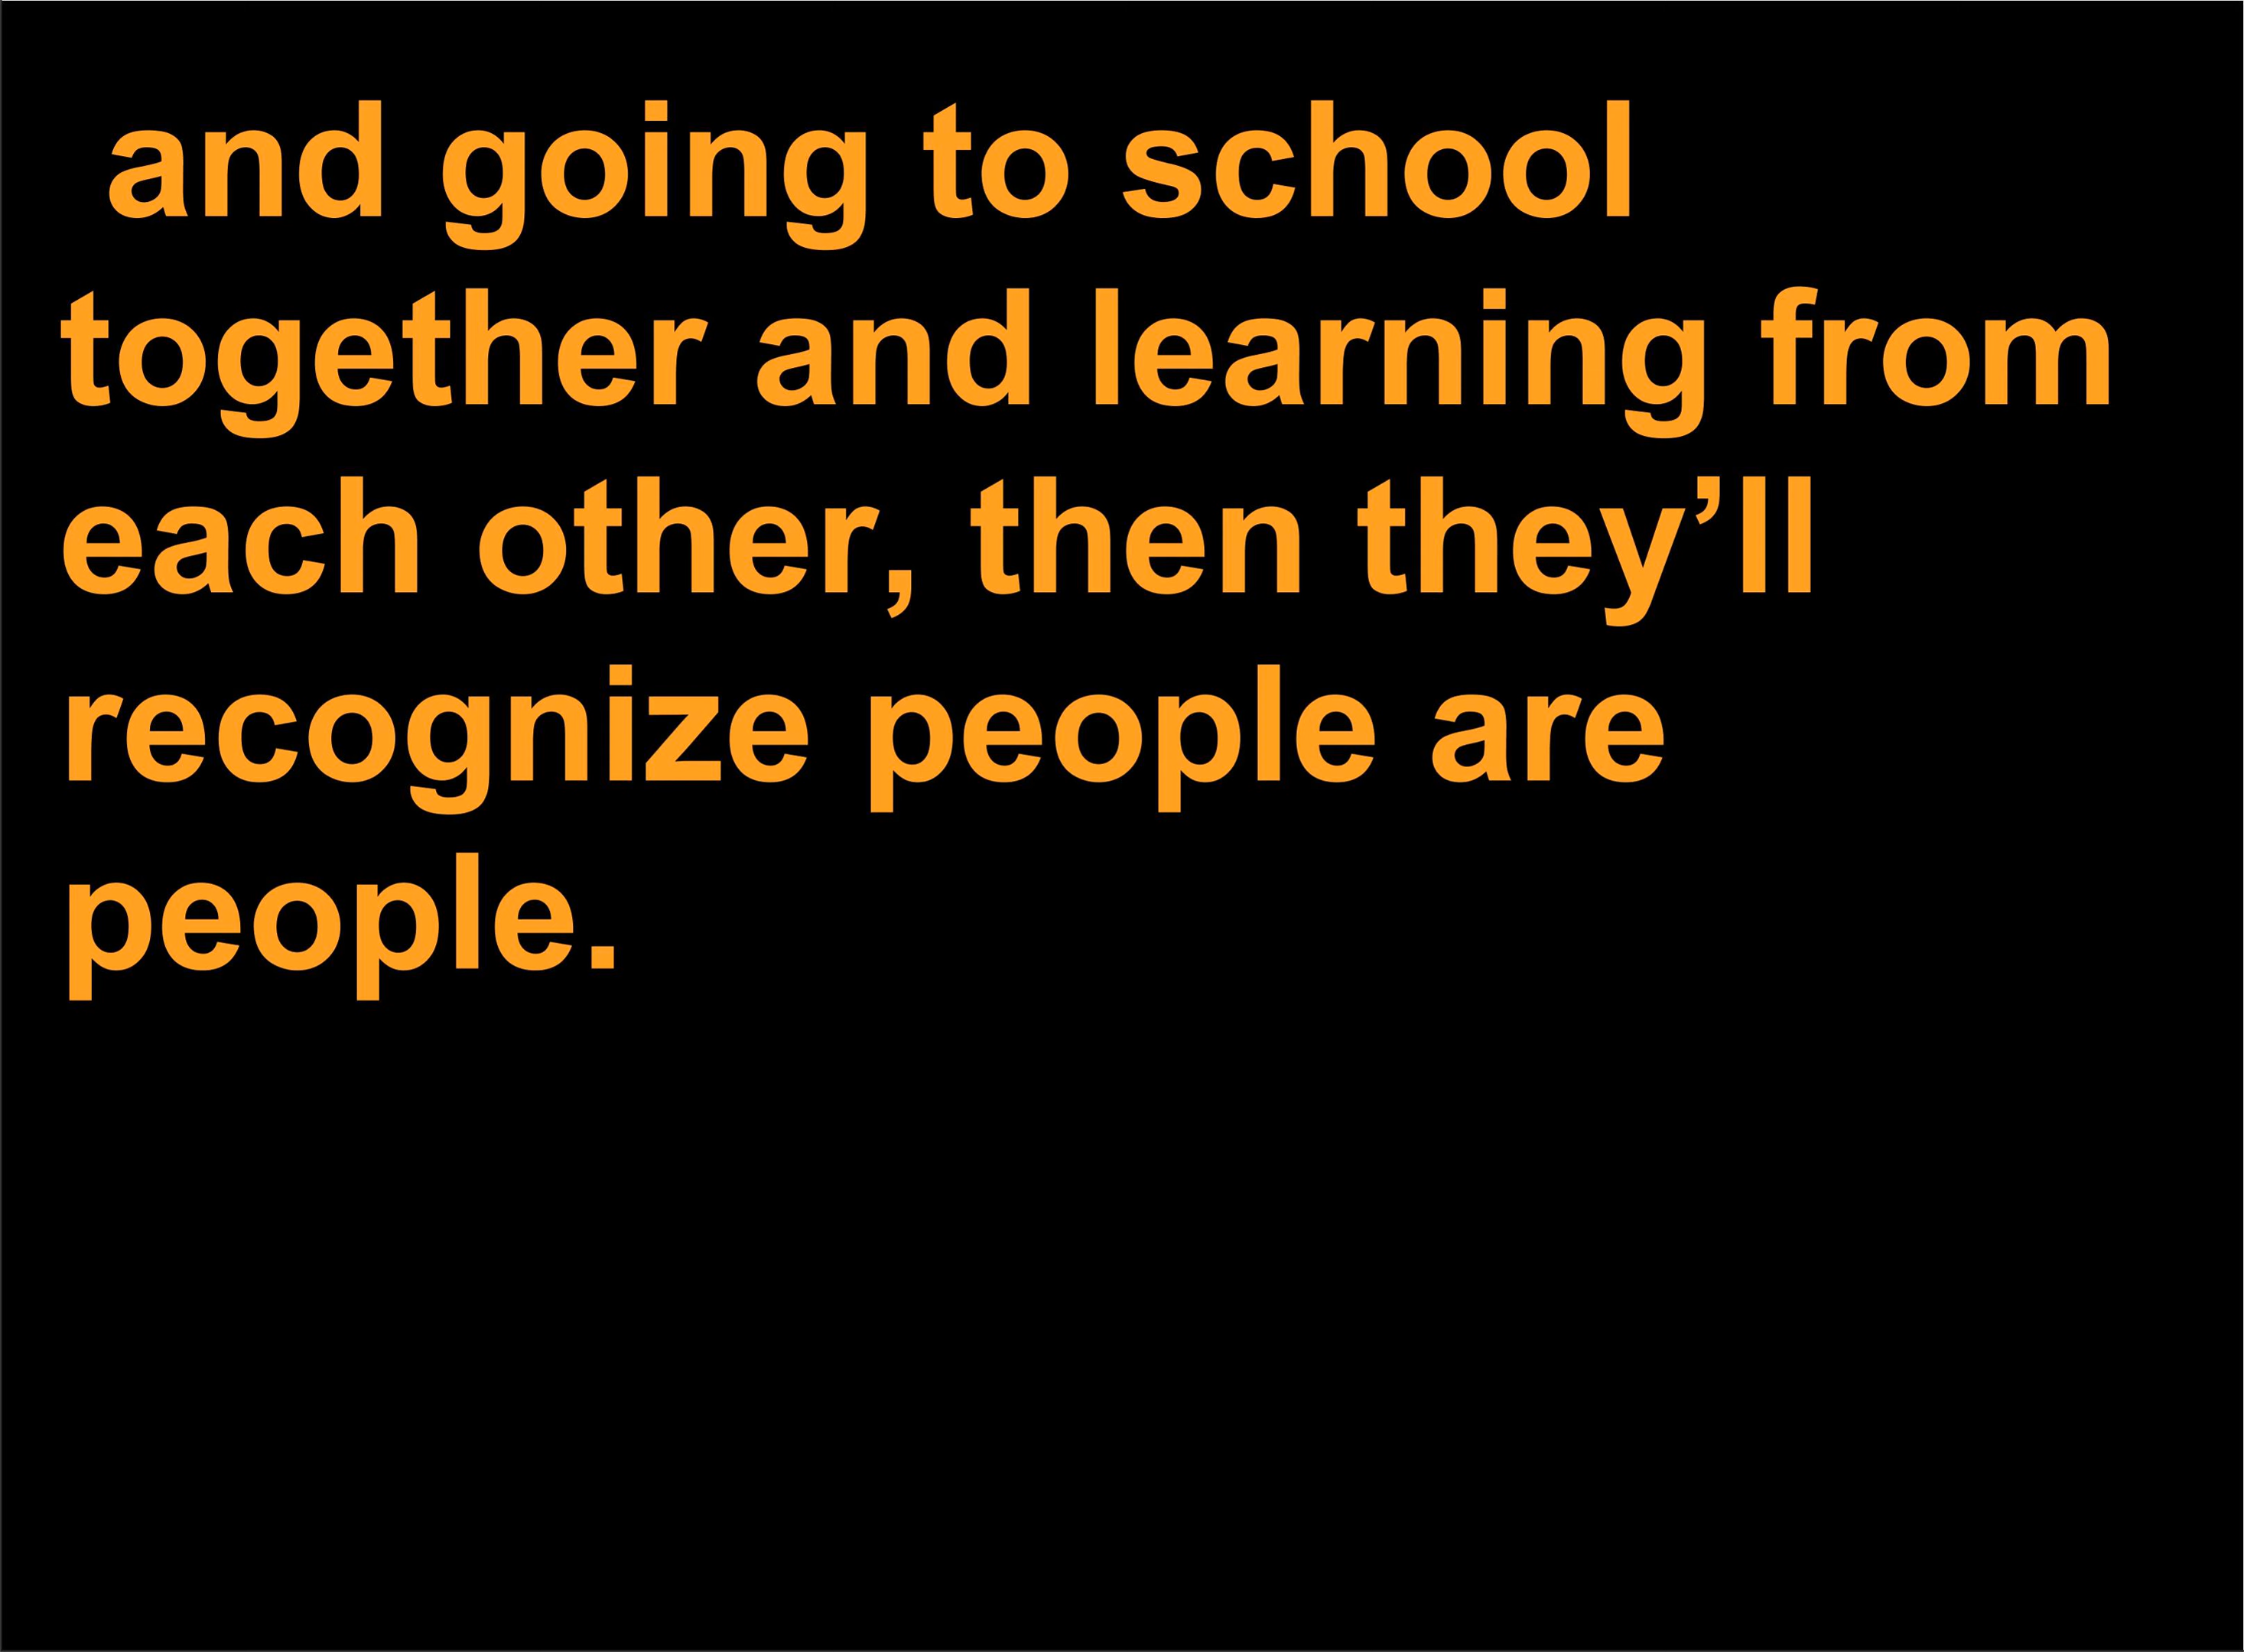 and going to school
together and learning from
each other, then they’ll
recognize people are
people.